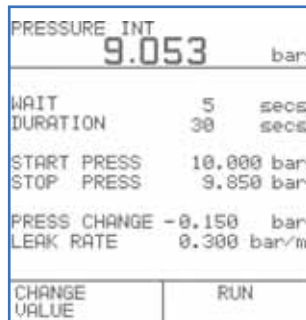 PRESSURE INT
9.053 bar
WAIT 5 secs
DURATION 30 secs
START PRESS 10.000 bar
STOP PRESS 9.850 bar
PRESS CHANGE -0.150 bar
LEAK RATE 0.300 bar/m
CHANGE VALUE RUN